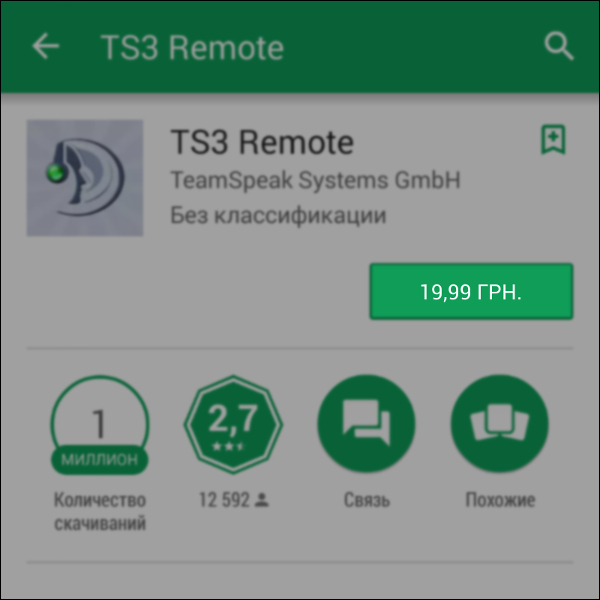 TS3 Remote
TS3 Remote
TeamSpeak Systems GmbH
Без классификации
19,99 ГРН.
1
МИЛЛИОН
Количество
скачиваний
2,7
12 592
Связь
Похожие